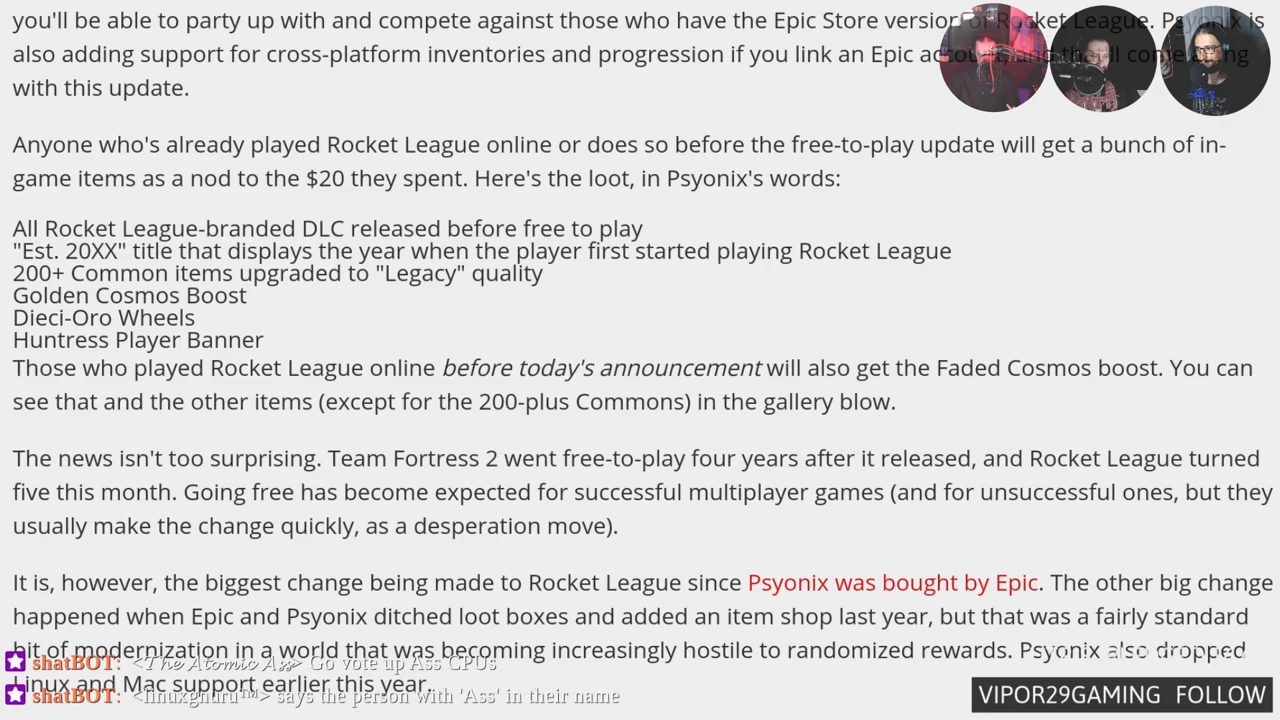 you'll be able to party up with and compete against those who have the Epic Store version of Rocket League. Psyonix is
also adding support for cross-platform inventories and progression if you link an Epic account, and that'll come along
with this update.
Anyone who's already played Rocket League online or does so before the free-to-play update will get a bunch of in-
game items as a nod to the $20 they spent. Here's the loot, in Psyonix's words:
All Rocket League-branded DLC released before free to play
"Est. 20XX" title that displays the year when the player first started playing Rocket League
200+ Common items upgraded to "Legacy" quality
Golden Cosmos Boost
Dieci-Oro Wheels
Huntress Player Banner
Those who played Rocket League online before today's announcement will also get the Faded Cosmos boost. You can
see that and the other items (except for the 200-plus Commons) in the gallery blow.
The news isn't too surprising. Team Fortress 2 went free-to-play four years after it released, and Rocket League turned
five this month. Going free has become expected for successful multiplayer games (and for unsuccessful ones, but they
usually make the change quickly, as a desperation move).
It is, however, the biggest change being made to Rocket League since Psyonix was bought by Epic. The other big change
happened when Epic and Psyonix ditched loot boxes and added an item shop last year, but that was a fairly standard
bit of modernization in a world that was becoming increasingly hostile to randomized rewards. Psyonix also dropped
shatBOT: <The Atomic Ass> Go vote up Ass CPUs
Linux and Mac support earlier this year.
shatBOT: <linuxgnuru™> says the person with 'Ass' in their name
VIPOR29GAMING FOLLOW